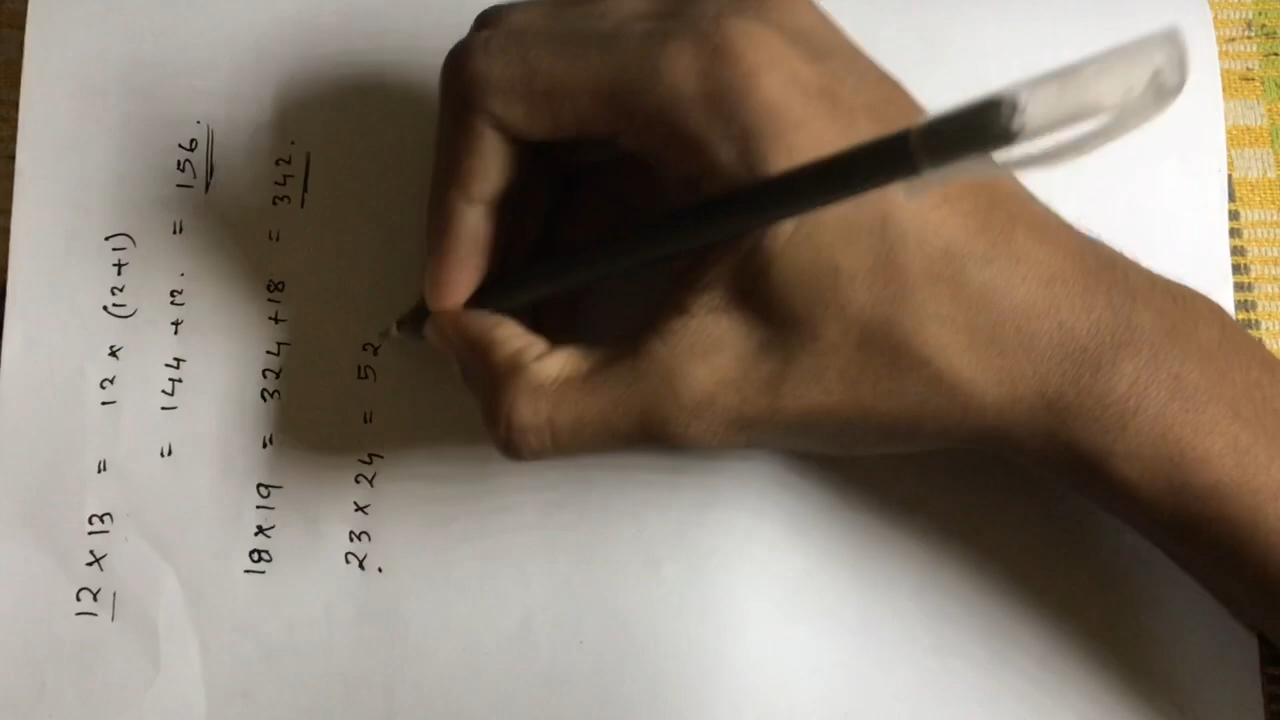 12 × 13 = 12 × (12+1)
= 144 + 12. = 156.
18 × 19 = 324 + 18 = 342.
23 × 24 = 52